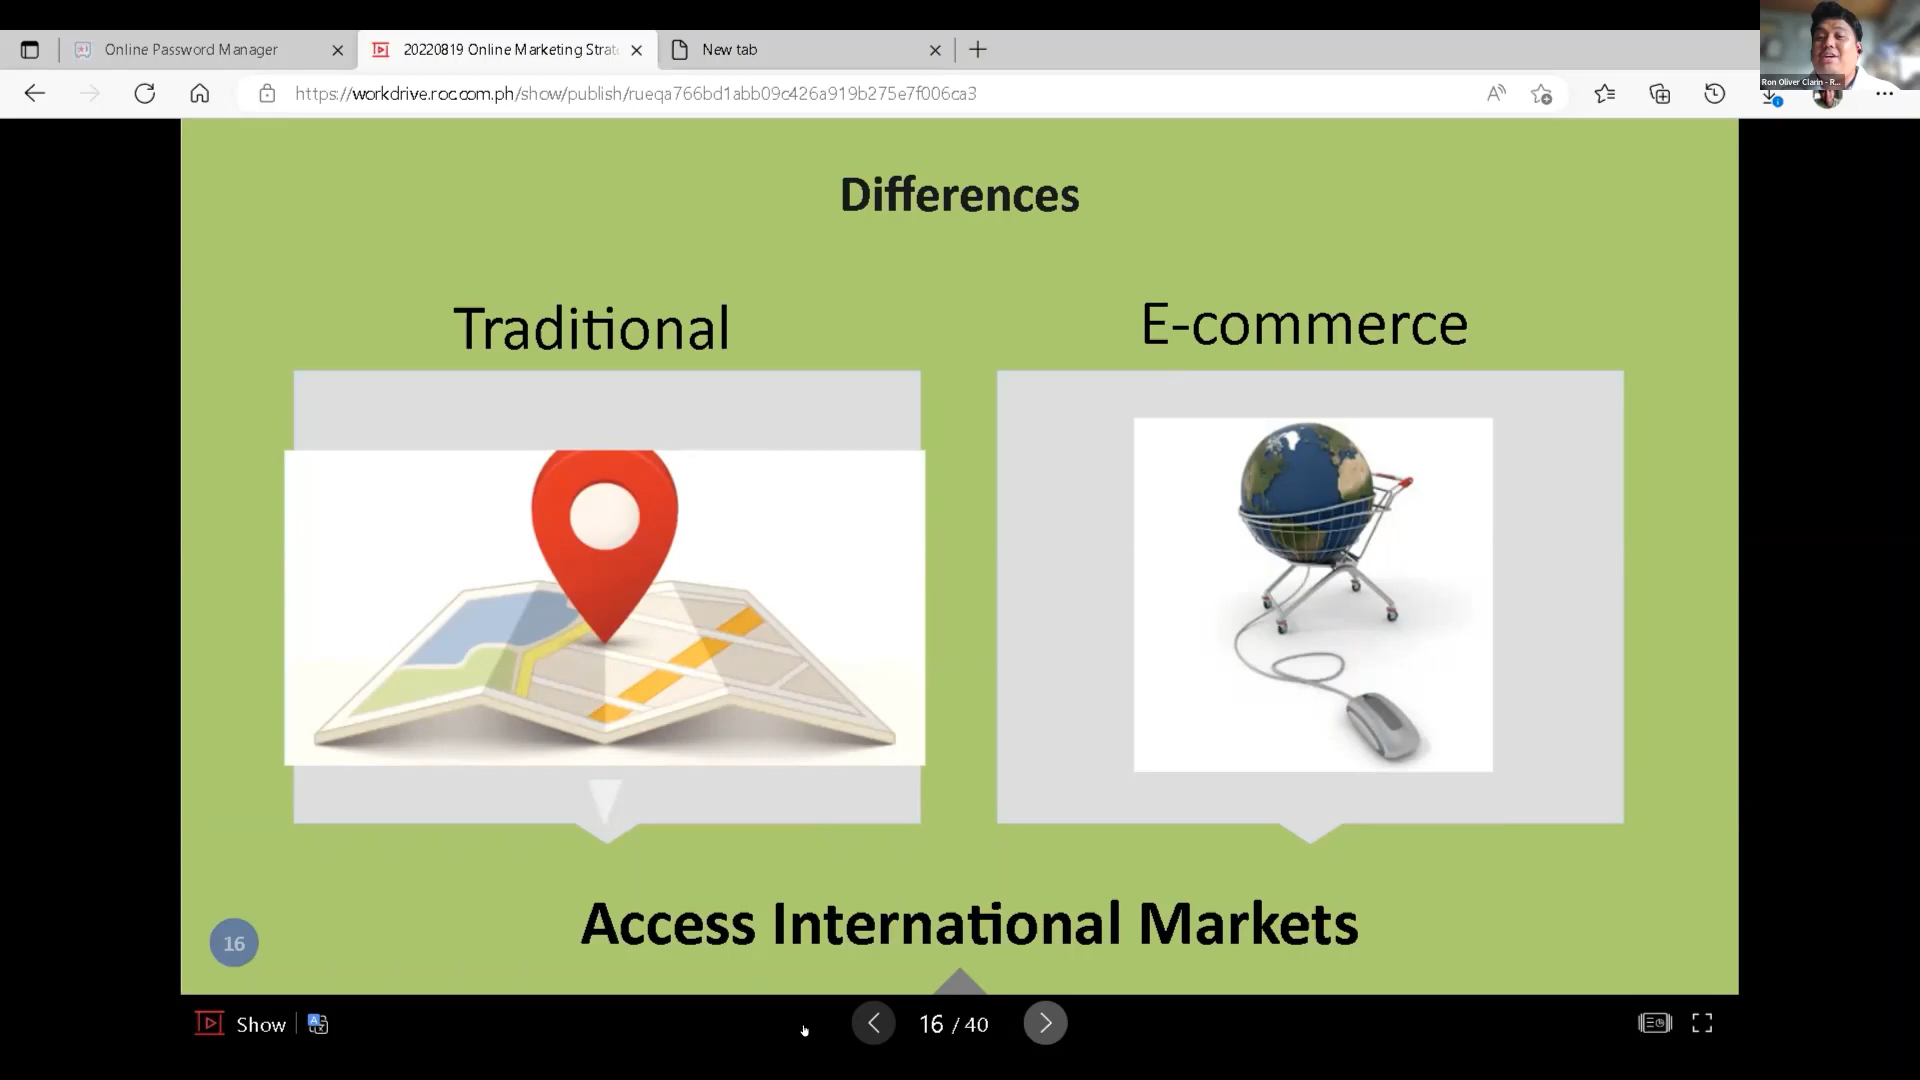 Online Password Manager
20220819 Online Marketing Strat
New tab
https://workdrive.roc.com.ph/show/publish/rueqa766bd1abb09c426a919b275e7f006ca3
Ron Oliver Clarin - R...
Differences
Traditional
E-commerce
Access International Markets
16
Show
16 / 40